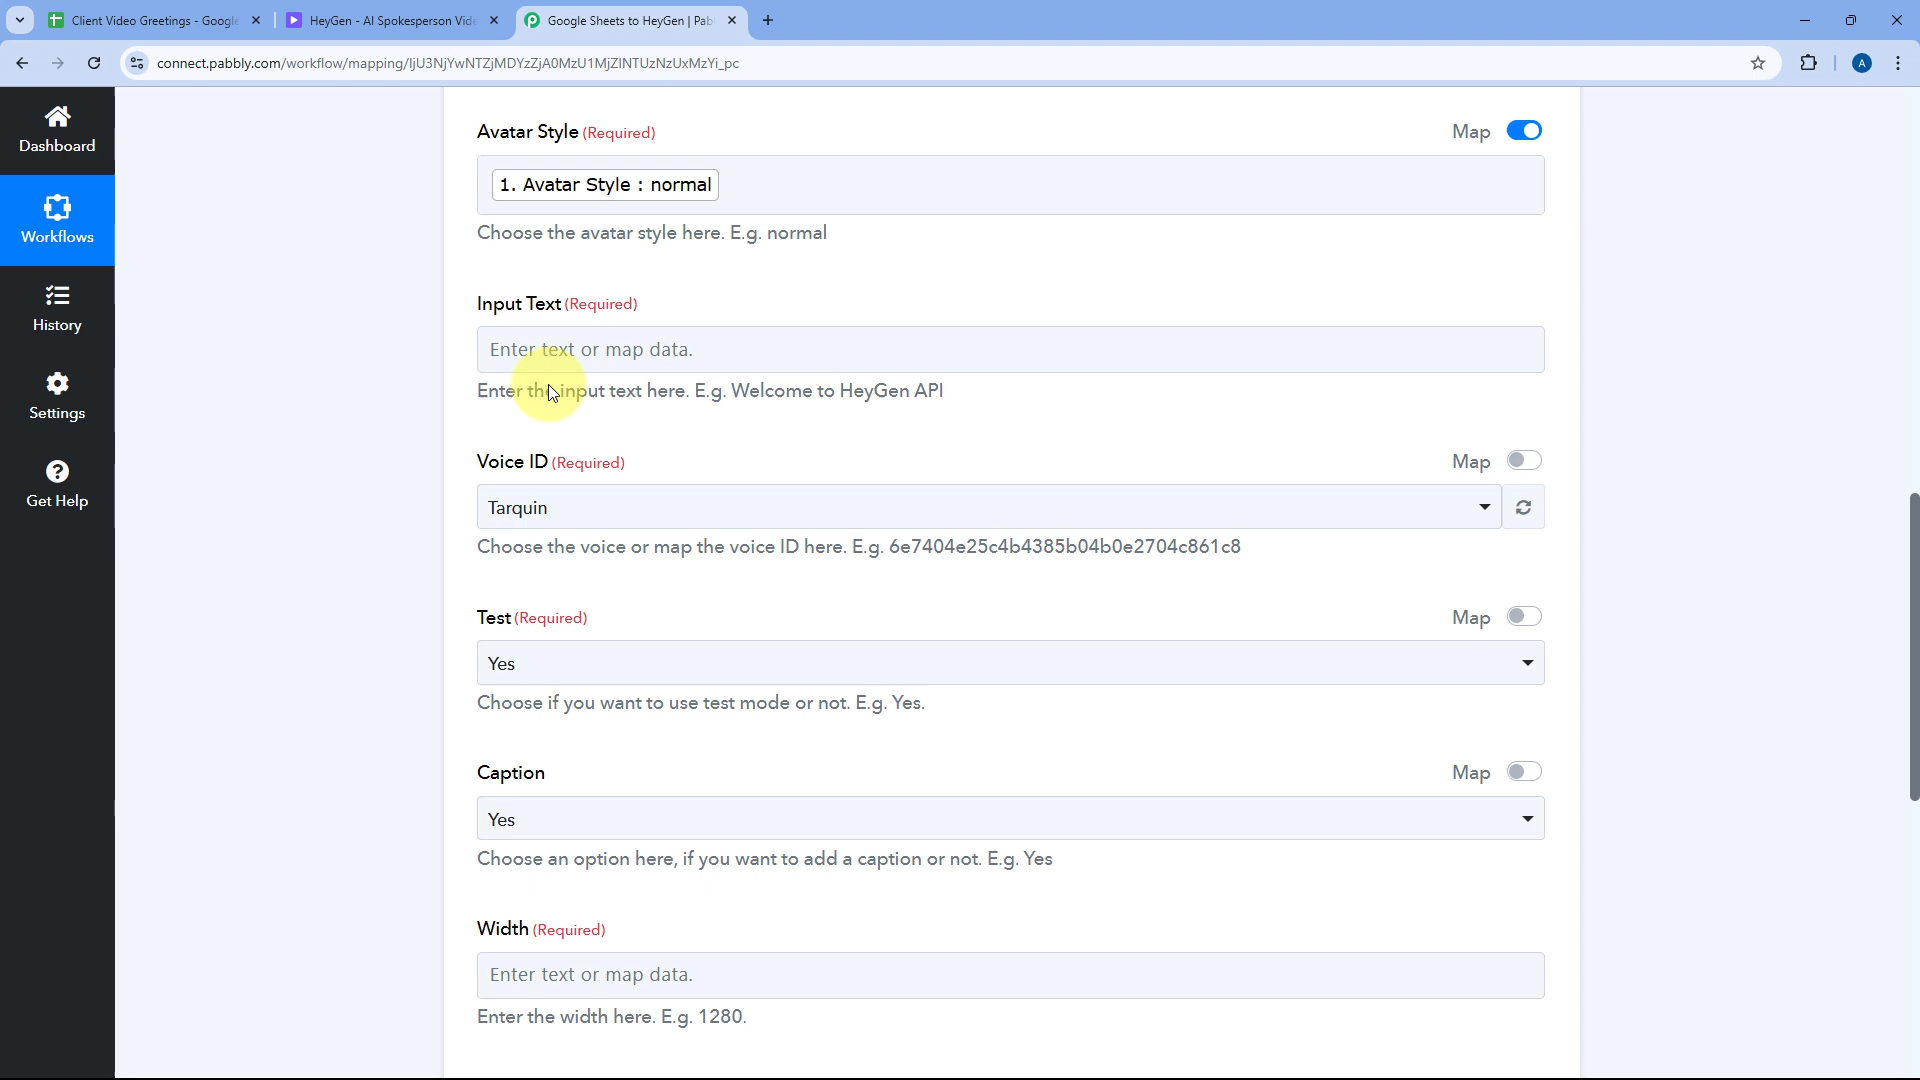 Client Video Greetings - Google
HeyGen - AI Spokesperson Vide
Google Sheets to HeyGen | Pab
connect.pabbly.com/workflow/mapping/IjU3NjYwNTZjMDYzZjA0MzU1MjZlNTUzNzUxMzYi_pc
A
Dashboard
Workflows
History
Settings
Get Help
Avatar Style (Required)
Map
1. Avatar Style : normal
Choose the avatar style here. E.g. normal
Input Text (Required)
Enter text or map data.
Enter the input text here. E.g. Welcome to HeyGen API
Voice ID (Required)
Map
Tarquin
Choose the voice or map the voice ID here. E.g. 6e7404e25c4b4385b04b0e2704c861c8
Test (Required)
Map
Yes
Choose if you want to use test mode or not. E.g. Yes.
Caption
Map
Yes
Choose an option here, if you want to add a caption or not. E.g. Yes
Width (Required)
Enter text or map data.
Enter the width here. E.g. 1280.